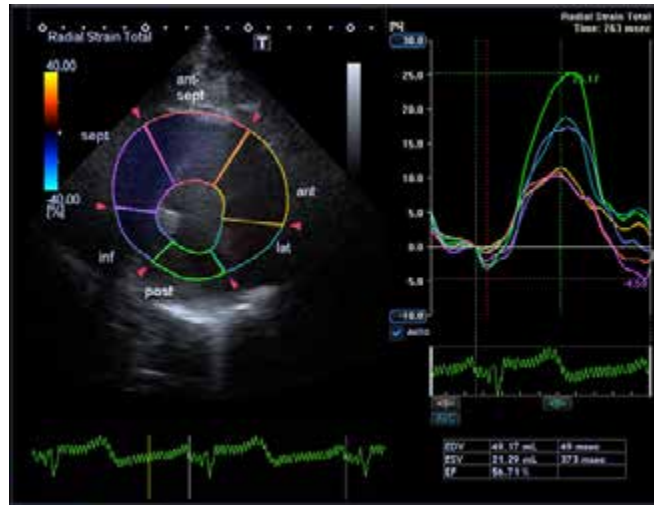 Radial Strain Total
T
40.00
-40.00
[%]
ant-
sept
sept
ant
lat
inf
post
Radial Strain Total
Time: 763 msec
[%]
30.0
25.0
20.0
15.0
10.0
5.0
0.0
-5.0
-10.0
AUTO
EDV 49.17 mL 49 msec
ESV 21.29 mL 373 msec
EF 56.71 %